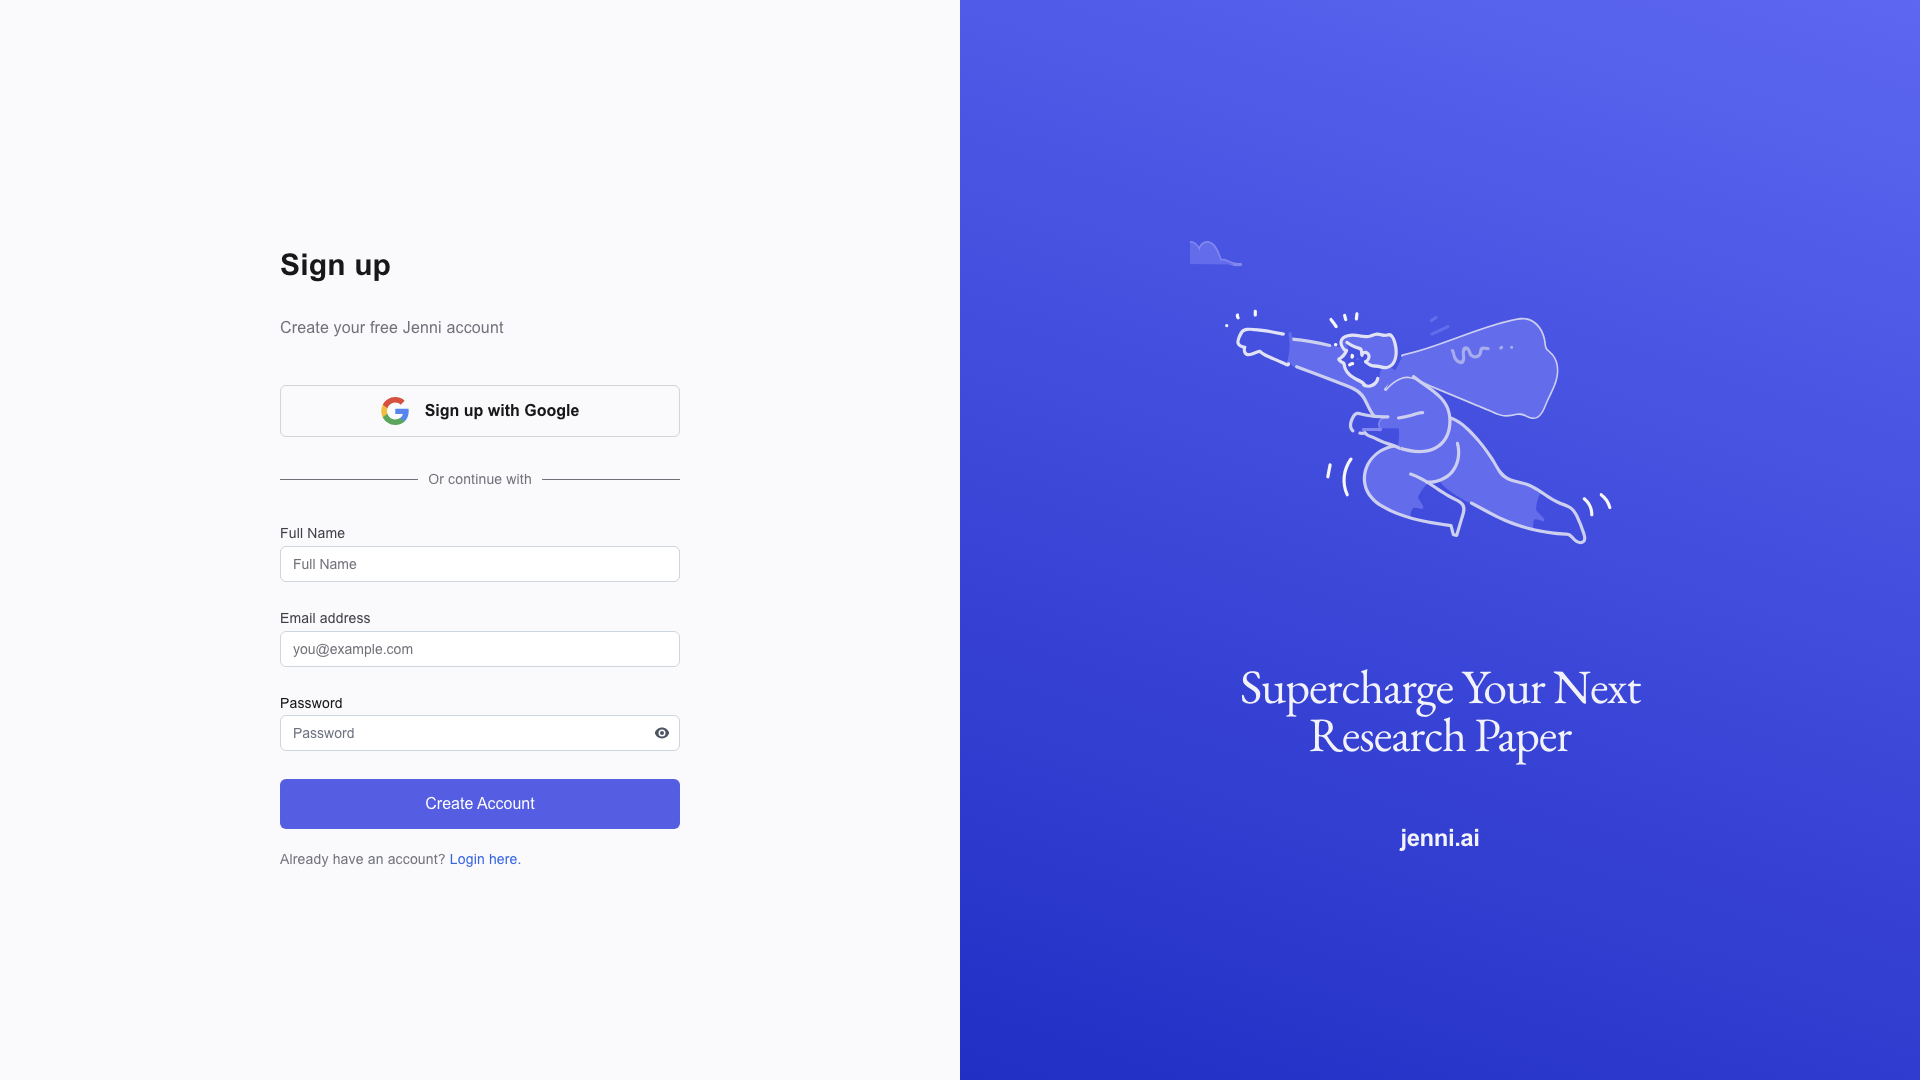 Sign up
Create your free Jenni account
Sign up with Google
Or continue with
Full Name
Full Name
Email address
you@example.com
Password
Password
Create Account
Already have an account? Login here.
Supercharge Your Next
Research Paper
jenni.ai